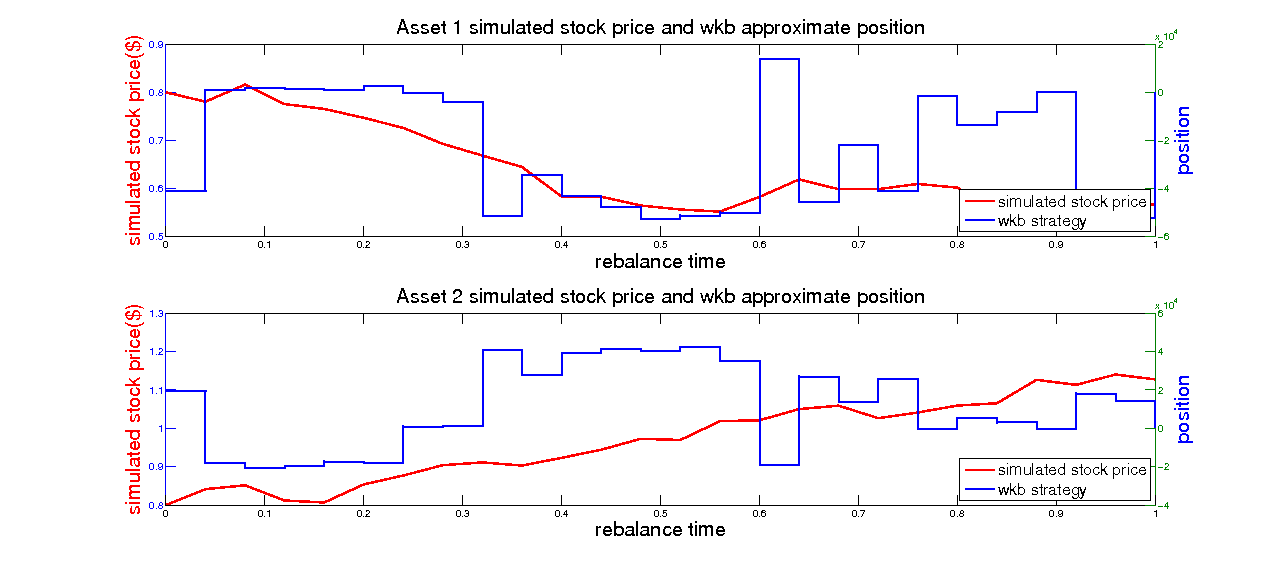 Asset 1 simulated stock price and wkb approximate position
x 10^4
simulated stock price($)
0.9
0.8
0.7
0.6
0.5
2
0
-2
-4
-6
position
simulated stock price
wkb strategy
0 0.1 0.2 0.3 0.4 0.5 0.6 0.7 0.8 0.9 1
rebalance time
Asset 2 simulated stock price and wkb approximate position
x 10^4
simulated stock price($)
1.3
1.2
1.1
1
0.9
0.8
6
4
2
0
-2
-4
position
simulated stock price
wkb strategy
0 0.1 0.2 0.3 0.4 0.5 0.6 0.7 0.8 0.9 1
rebalance time